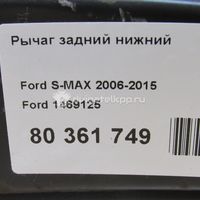 Рычаг задний нижний
Ford S-MAX 2006-2015
Ford 1469125
80 361 749